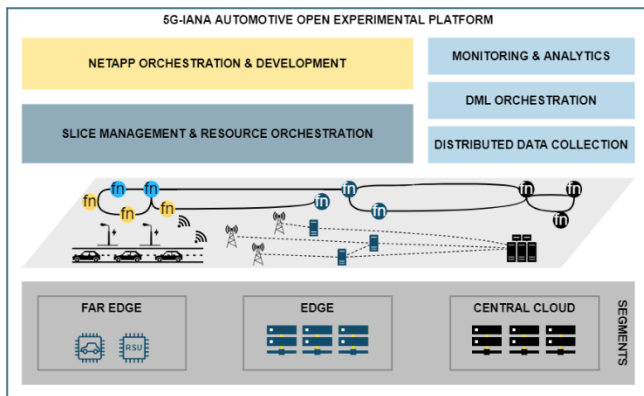 5G-IANA AUTOMOTIVE OPEN EXPERIMENTAL PLATFORM
NETAPP ORCHESTRATION & DEVELOPMENT
MONITORING & ANALYTICS
DML ORCHESTRATION
SLICE MANAGEMENT & RESOURCE ORCHESTRATION
DISTRIBUTED DATA COLLECTION
fn
fn
fn
fn
fn
fn
fn
fn
fn
fn
fn
fn
FAR EDGE
EDGE
CENTRAL CLOUD
SEGMENTS
RSU